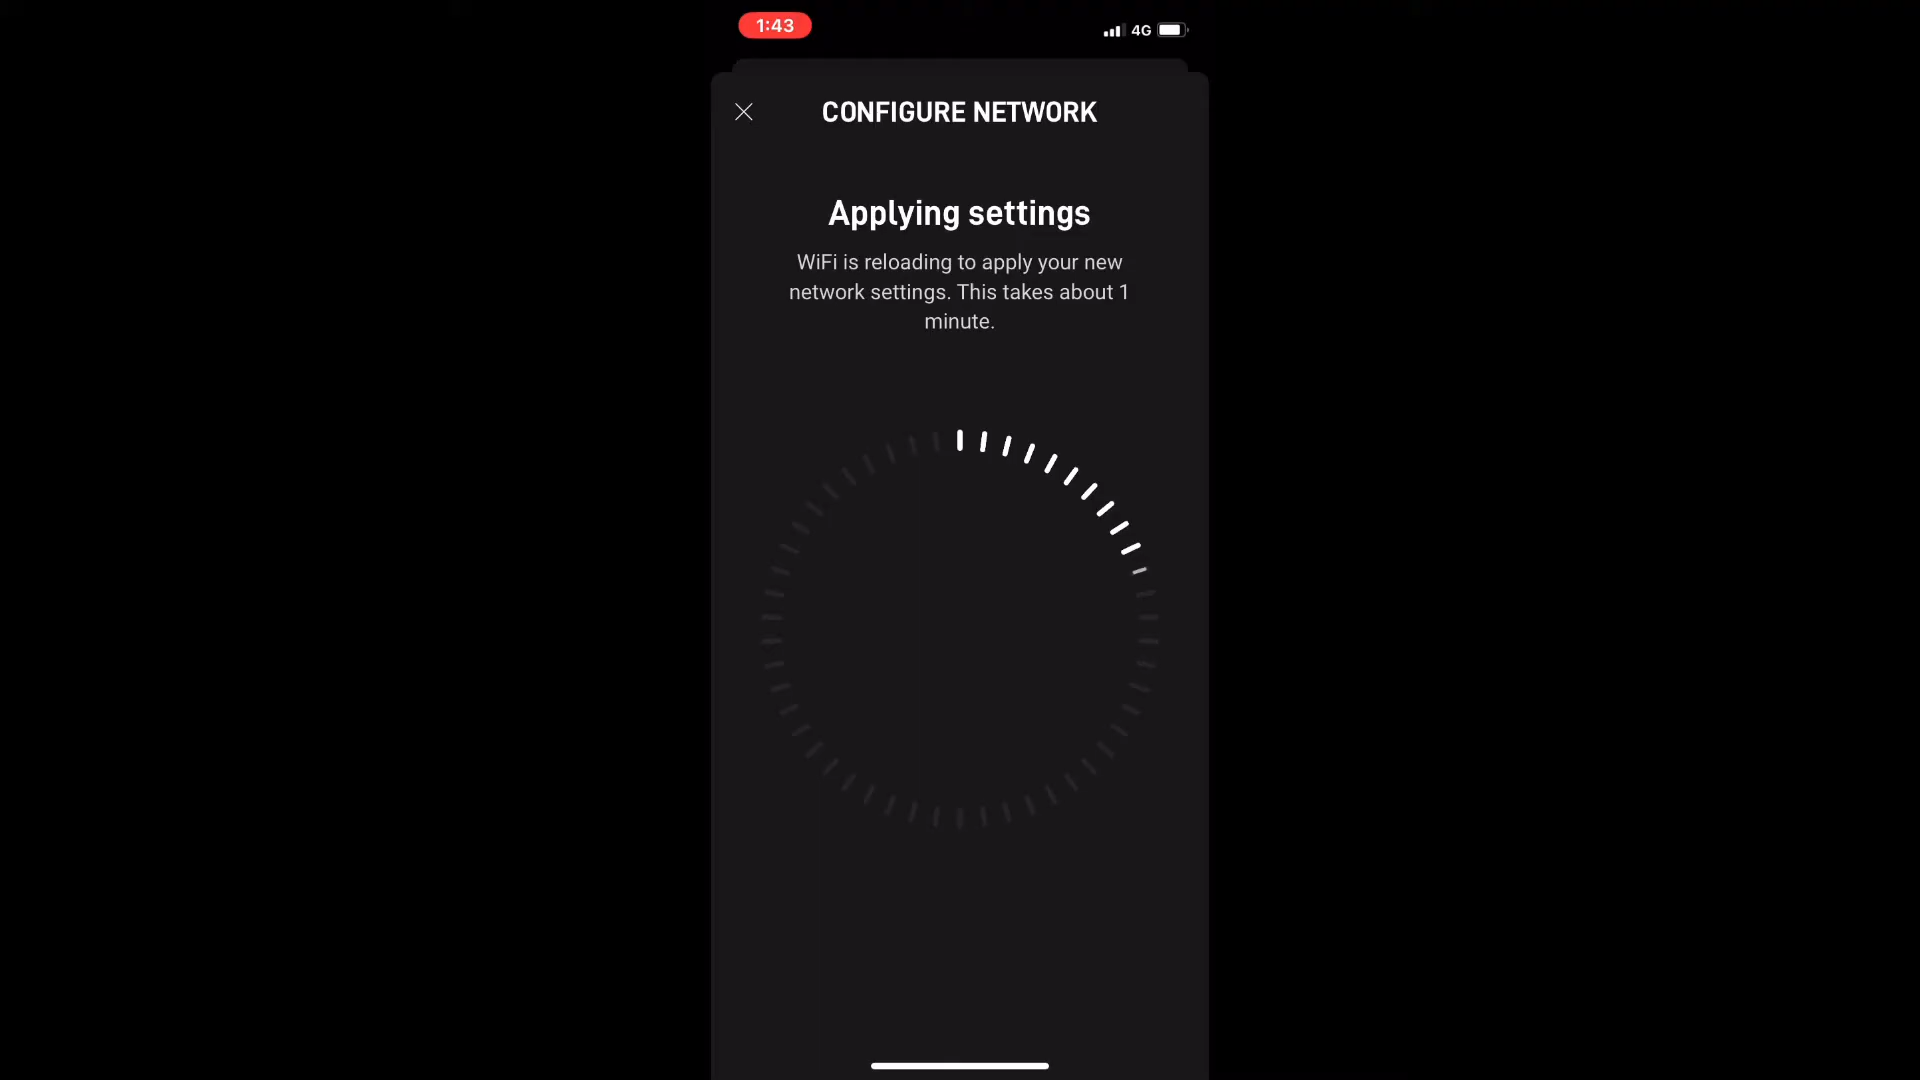 1:43
4G
CONFIGURE NETWORK
Applying settings
WiFi is reloading to apply your new
network settings. This takes about 1
minute.